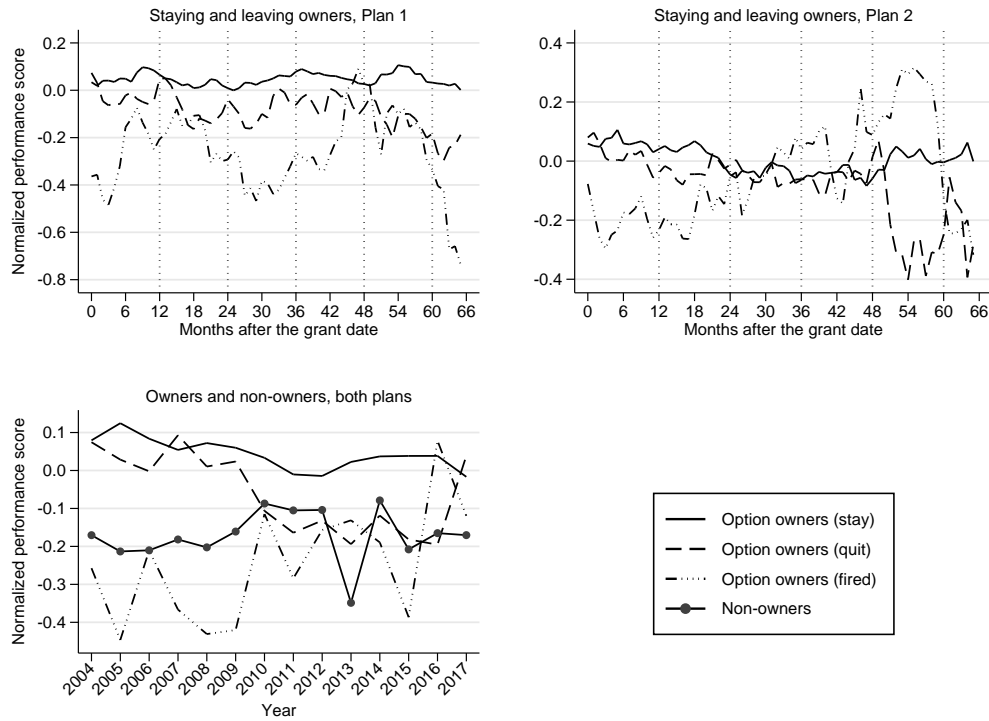 Staying and leaving owners, Plan 1
Normalized performance score
0.2
0.0
-0.2
-0.4
-0.6
-0.8
0 6 12 18 24 30 36 42 48 54 60 66
Months after the grant date
Staying and leaving owners, Plan 2
0.4
0.2
0.0
-0.2
-0.4
0 6 12 18 24 30 36 42 48 54 60 66
Months after the grant date
Owners and non-owners, both plans
Normalized performance score
0.1
0.0
-0.1
-0.2
-0.3
-0.4
2004 2005 2006 2007 2008 2009 2010 2011 2012 2013 2014 2015 2016 2017
Year
Option owners (stay)
Option owners (quit)
Option owners (fired)
Non-owners